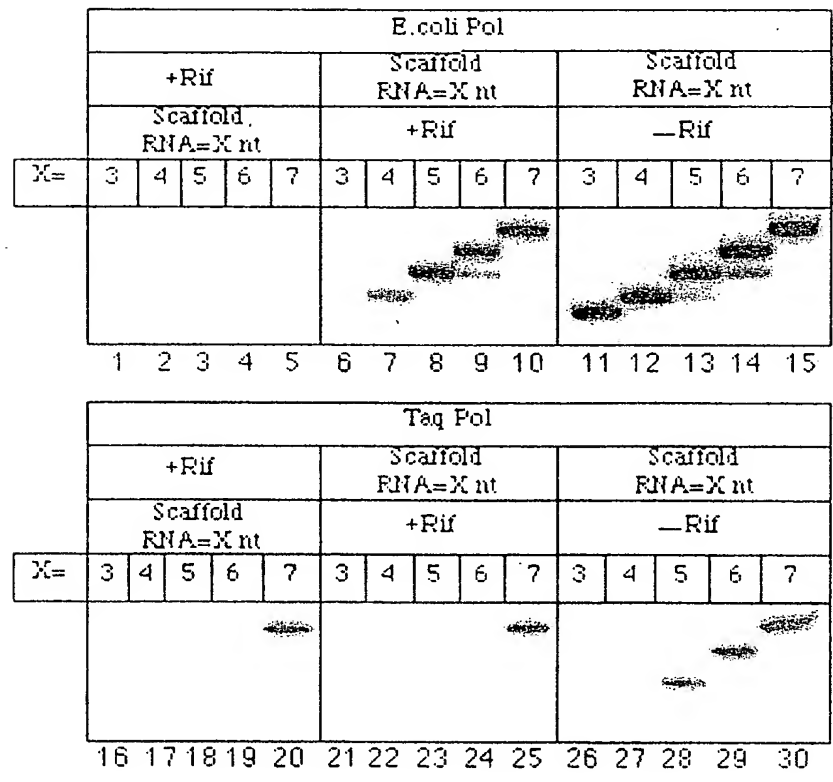 E.coli Pol
+Rif
Scaffold
RNA=X nt
Scaffold
RNA=X nt
Scaffold,
RNA=X nt
+Rif
—Rif
X= 3 4 5 6 7 3 4 5 6 7 3 4 5 6 7
1 2 3 4 5 6 7 8 9 10 11 12 13 14 15
Taq Pol
+Rif
Scaffold
RNA=X nt
Scaffold
RNA=X nt
Scaffold
RNA=X nt
+Rif
—Rif
X= 3 4 5 6 7 3 4 5 6 7 3 4 5 6 7
16 17 18 19 20 21 22 23 24 25 26 27 28 29 30